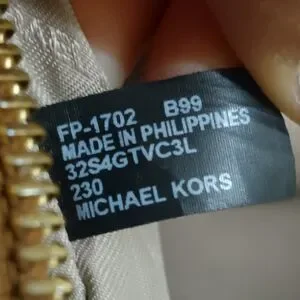 FP-1702 B99
MADE IN PHILIPPINES
32S4GTVC3L
230
MICHAEL KORS